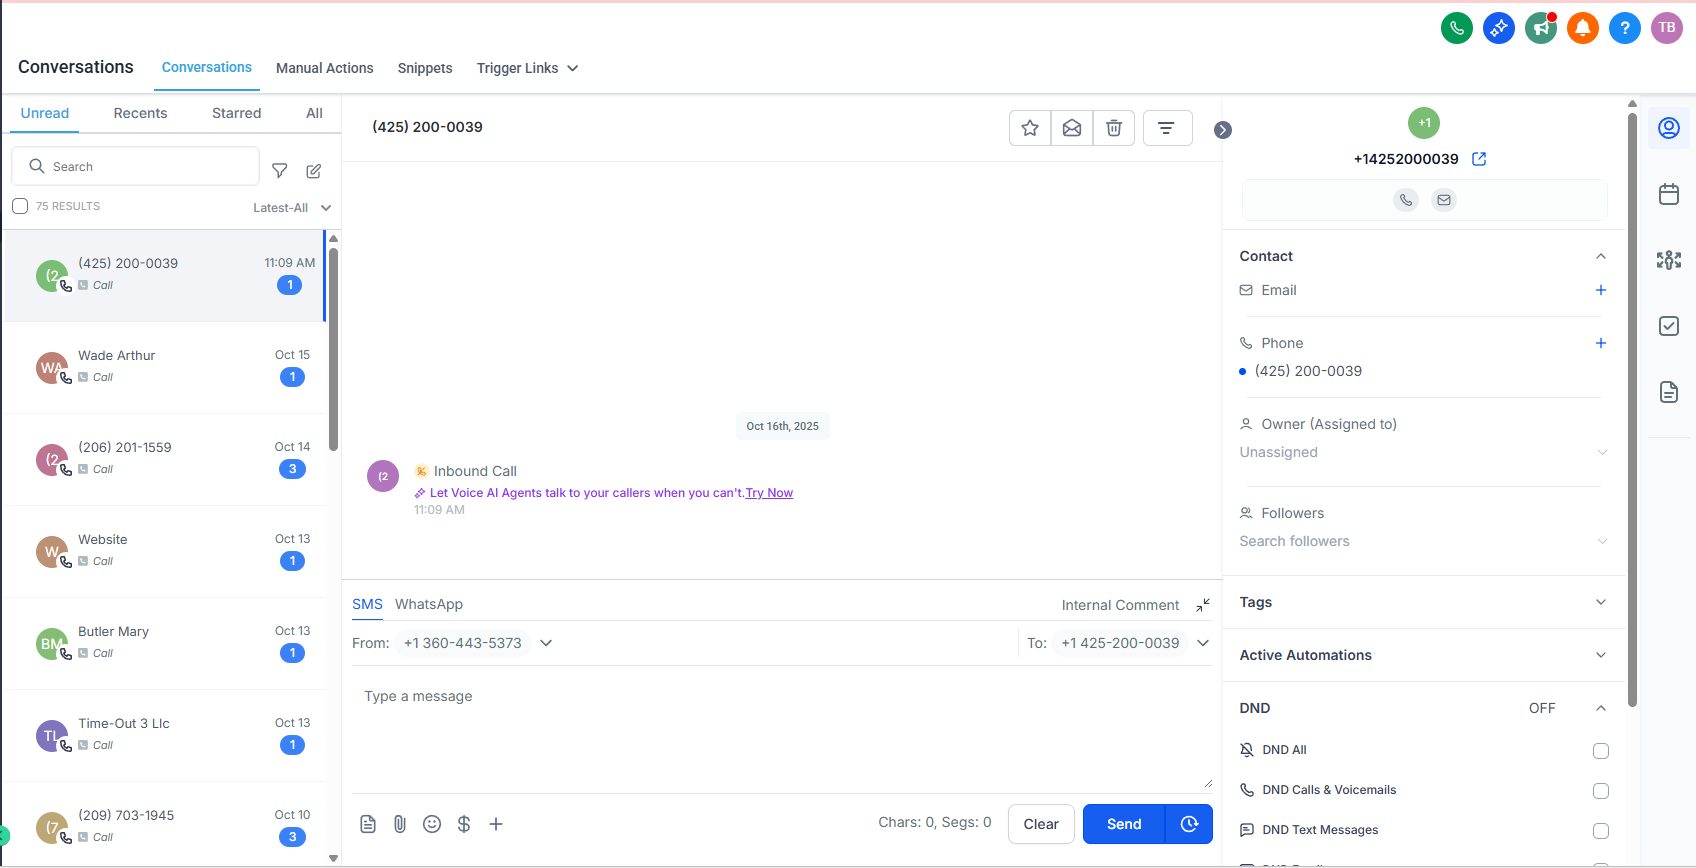 TB
Conversations
Conversations
Manual Actions
Snippets
Trigger Links
Unread
Recents
Starred
All
Search
75 RESULTS
Latest-All
(2
(425) 200-0039
11:09 AM
Call
1
WA
Wade Arthur
Oct 15
Call
1
(2
(206) 201-1559
Oct 14
Call
3
W
Website
Oct 13
Call
1
BM
Butler Mary
Oct 13
Call
1
TL
Time-Out 3 Llc
Oct 13
Call
1
(7
(209) 703-1945
Oct 10
Call
3
(425) 200-0039
Oct 16th, 2025
(2
Inbound Call
Let Voice AI Agents talk to your callers when you can't.Try Now
11:09 AM
SMS
WhatsApp
Internal Comment
From: +1 360-443-5373
To: +1 425-200-0039
Type a message
Chars: 0, Segs: 0
Clear
Send
+1
+14252000039
Contact
Email
Phone
(425) 200-0039
Owner (Assigned to)
Unassigned
Followers
Search followers
Tags
Active Automations
DND
OFF
DND All
DND Calls & Voicemails
DND Text Messages